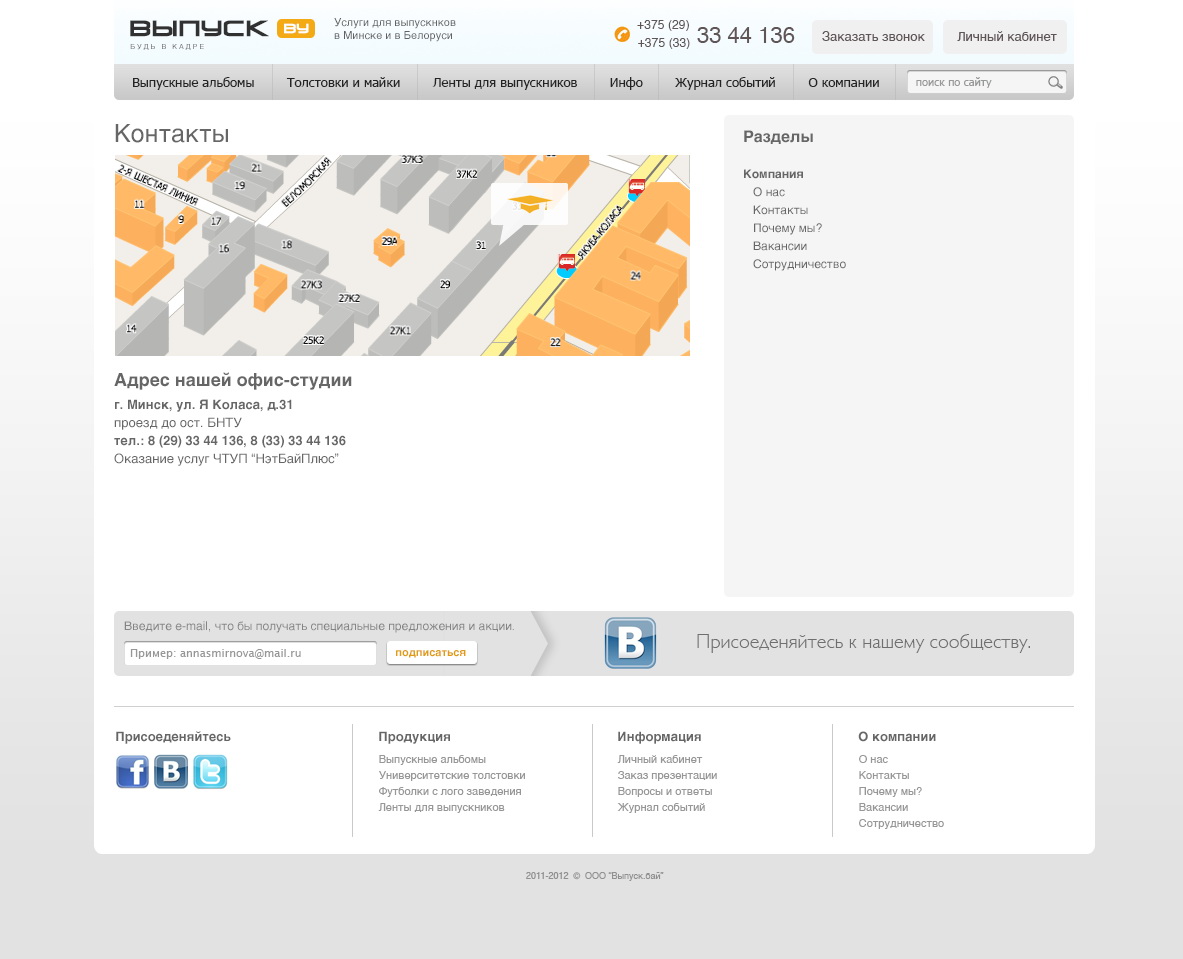 ВЫПУСК BY
БУДЬ В КАДРЕ
Услуги для выпускнков
в Минске и в Белоруси
+375 (29)
+375 (33)
33 44 136
Заказать звонок
Личный кабинет
Выпускные альбомы
Толстовки и майки
Ленты для выпускников
Инфо
Журнал событий
О компании
поиск по сайту
Контакты
2-Я ШЕСТАЯ ЛИНИЯ
БЕЛОМОРСКАЯ
ЯКУБА КОЛАСА
21
19
37К3
37К2
11
9
17
16
18
29А
31
29
24
27К3
27К2
27К1
25К2
14
22
Адрес нашей офис-студии
г. Минск, ул. Я Коласа, д.31
проезд до ост. БНТУ
тел.: 8 (29) 33 44 136, 8 (33) 33 44 136
Оказание услуг ЧТУП “НэтБайПлюс”
Разделы
Компания
О нас
Контакты
Почему мы?
Вакансии
Сотрудничество
Введите e-mail, что бы получать специальные предложения и акции.
Пример: annasmirnova@mail.ru
подписаться
В
Присоеденяйтесь к нашему сообществу.
Присоеденяйтесь
f
В
t
Продукция
Выпускные альбомы
Университетские толстовки
Футболки с лого заведения
Ленты для выпускников
Информация
Личный кабинет
Заказ презентации
Вопросы и ответы
Журнал событий
О компании
О нас
Контакты
Почему мы?
Вакансии
Сотрудничество
2011-2012 © ООО "Выпуск.бай"